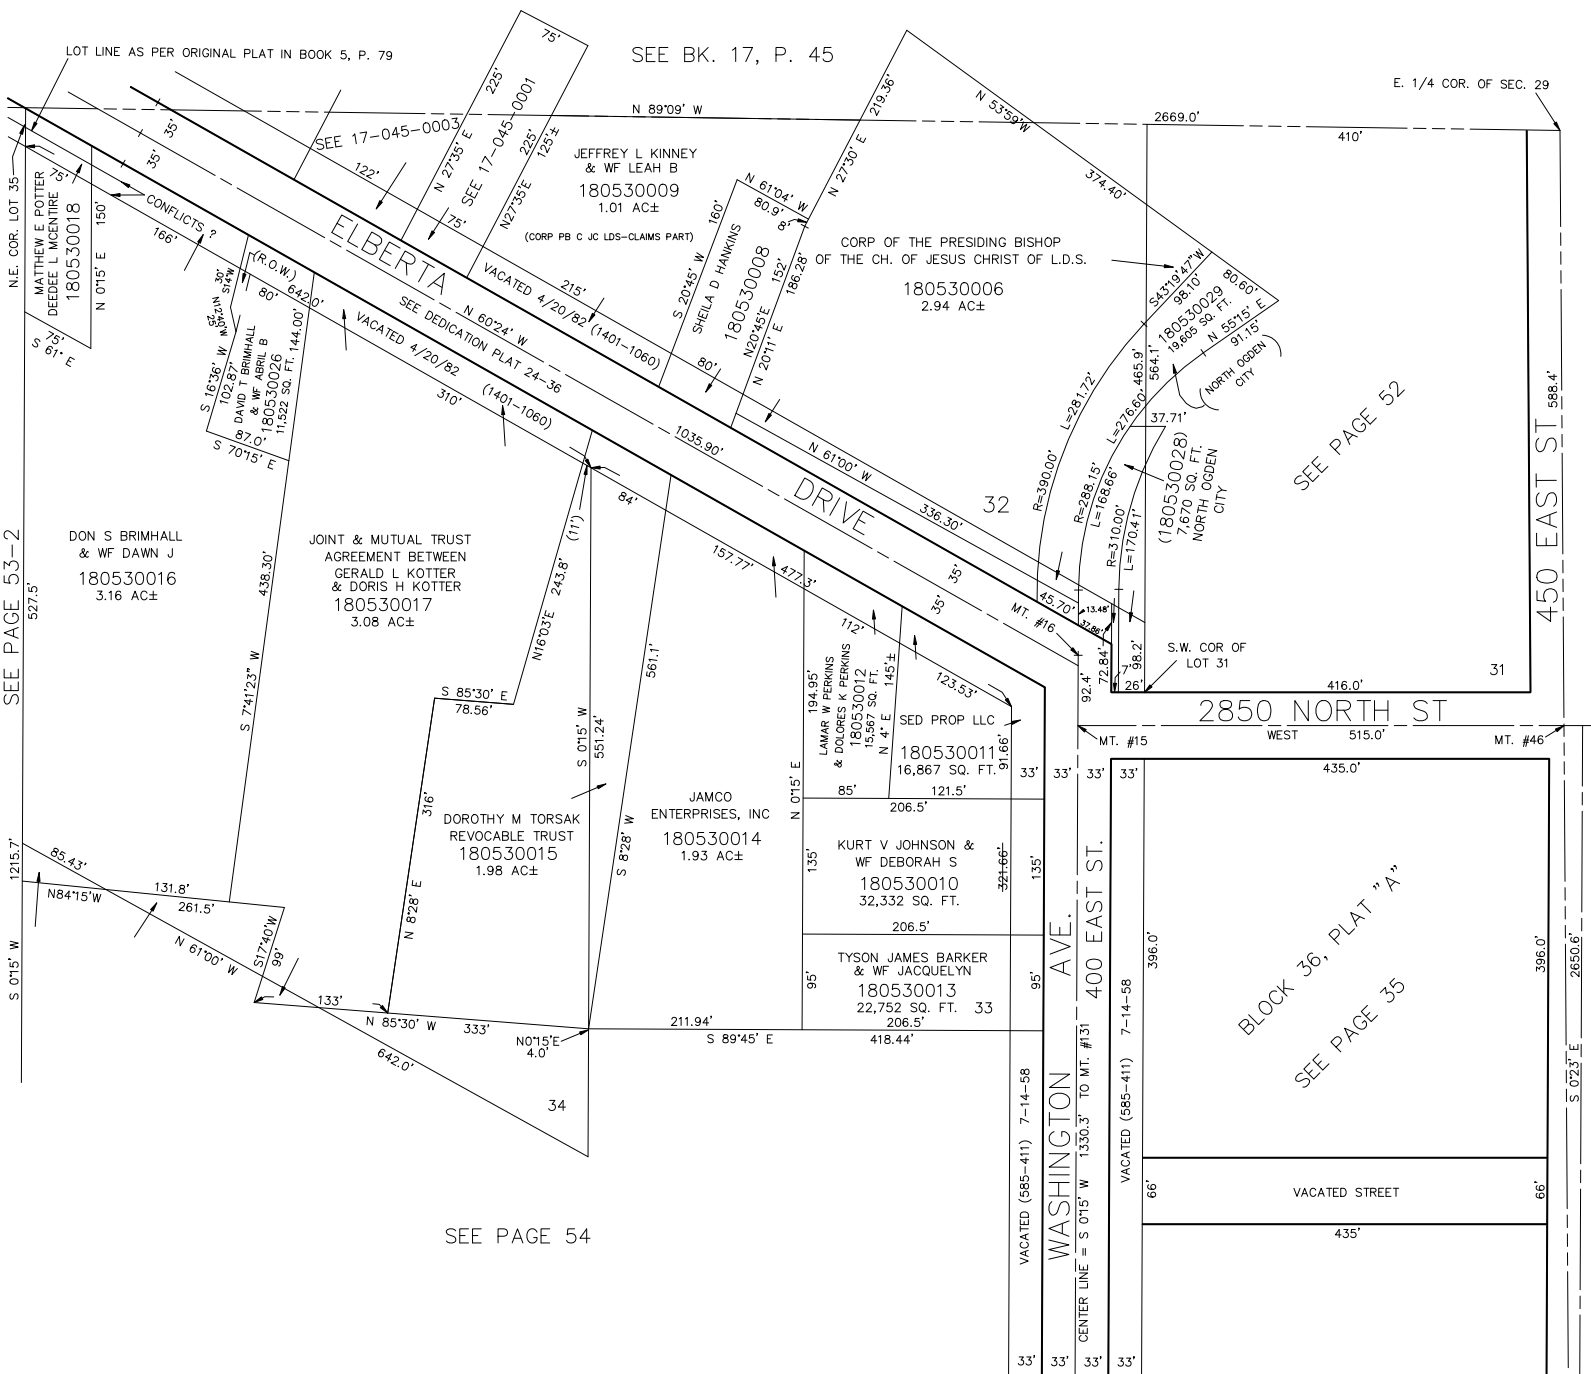 LOT LINE AS PER ORIGINAL PLAT IN BOOK 5, P. 79
SEE BK. 17, P. 45
E. 1/4 COR. OF SEC. 29
N 89°09' W
2669.0'
410'
75'
225'
N 27°35' E
SEE 17-045-0001
225'
125'±
N27°35'E
SEE 17-045-0003
122'
75'
35'
35'
JEFFREY L KINNEY
& WF LEAH B
180530009
1.01 AC±
(CORP PB C JC LDS-CLAIMS PART)
N 61°04' W
80.9'
8'
160'
S 20°45' W
SHEILA D HANKINS
180530008
152'
N20°45'E
186.28'
N 20°11' E
N 27°30' E
219.36'
N 53°59'W
374.40'
CORP OF THE PRESIDING BISHOP
OF THE CH. OF JESUS CHRIST OF L.D.S.
180530006
2.94 AC±
S43°19'47"W
98.10'
80.60'
180530029
19,605 SQ. FT.
N 55°15' E
91.15'
(NORTH OGDEN
CITY)
465.9'
564.1'
L=281.72'
L=276.60'
37.71'
R=390.00'
R=288.15'
L=168.66'
R=310.00'
L=170.41'
(180530028)
7,670 SQ. FT.
NORTH OGDEN
CITY
SEE PAGE 52
588.4'
450 EAST ST
N.E. COR. LOT 35
75'
MATTHEW E POTTER
DEEDEE L MCENTIRE
180530018
150'
N 0°15' E
75'
S 61° E
CONFLICTS ?
166'
(R.O.W.)
642.0'
80'
30'
S14°W
N12°40'W
25'
S 16°36' W
102.87'
DAVID T BRIMHALL
& WF ABRIL B
180530026
11,522 SQ. FT.
144.00'
87.0'
S 70°15' E
ELBERTA
DRIVE
N 60°24' W
SEE DEDICATION PLAT 24-36
VACATED 4/20/82 (1401-1060)
215'
80'
VACATED 4/20/82 (1401-1060)
310'
1035.90'
N 61°00' W
336.30'
32
45.70'
13.48'
37.86'
35'
35'
MT. #16
72.84'
7'
98.2'
26'
92.4'
S.W. COR OF
LOT 31
416.0'
31
2850 NORTH ST
MT. #15
WEST 515.0'
MT. #46
SEE PAGE 53-2
527.5'
DON S BRIMHALL
& WF DAWN J
180530016
3.16 AC±
438.30'
S 7°41'23" W
JOINT & MUTUAL TRUST
AGREEMENT BETWEEN
GERALD L KOTTER
& DORIS H KOTTER
180530017
3.08 AC±
(11')
243.8'
N16°03'E
S 85°30' E
78.56'
316'
N 8°28' E
84'
S 0°15' W
551.24'
157.77'
477.3'
561.1'
S 8°28' W
DOROTHY M TORSAK
REVOCABLE TRUST
180530015
1.98 AC±
JAMCO
ENTERPRISES, INC
180530014
1.93 AC±
194.95'
N 0°15' E
LAMAR W PERKINS
& DOLORES K PERKINS
180530012
15,567 SQ. FT.
145'±
N 4° E
112'
123.53'
SED PROP LLC
180530011
16,867 SQ. FT.
91.66'
85'
121.5'
206.5'
33' 33' 33' 33'
KURT V JOHNSON &
WF DEBORAH S
180530010
32,332 SQ. FT.
135'
135'
321.66'
206.5'
TYSON JAMES BARKER
& WF JACQUELYN
180530013
22,752 SQ. FT. 33
95'
95'
206.5'
211.94'
S 89°45' E
418.44'
1215.7'
S 0°15' W
85.43'
131.8'
N84°15'W
261.5'
S17°40'W
99'
N 61°00' W
133'
N 85°30' W
333'
N0°15'E
4.0'
642.0'
34
SEE PAGE 54
WASHINGTON AVE.
400 EAST ST.
CENTER LINE = S 0°15' W 1330.3' TO MT. #131
VACATED (585-411) 7-14-58
VACATED (585-411) 7-14-58
435.0'
396.0'
396.0'
BLOCK 36, PLAT "A"
SEE PAGE 35
2650.6'
S 0°23' E
66'
VACATED STREET
66'
435'
33' 33' 33' 33'